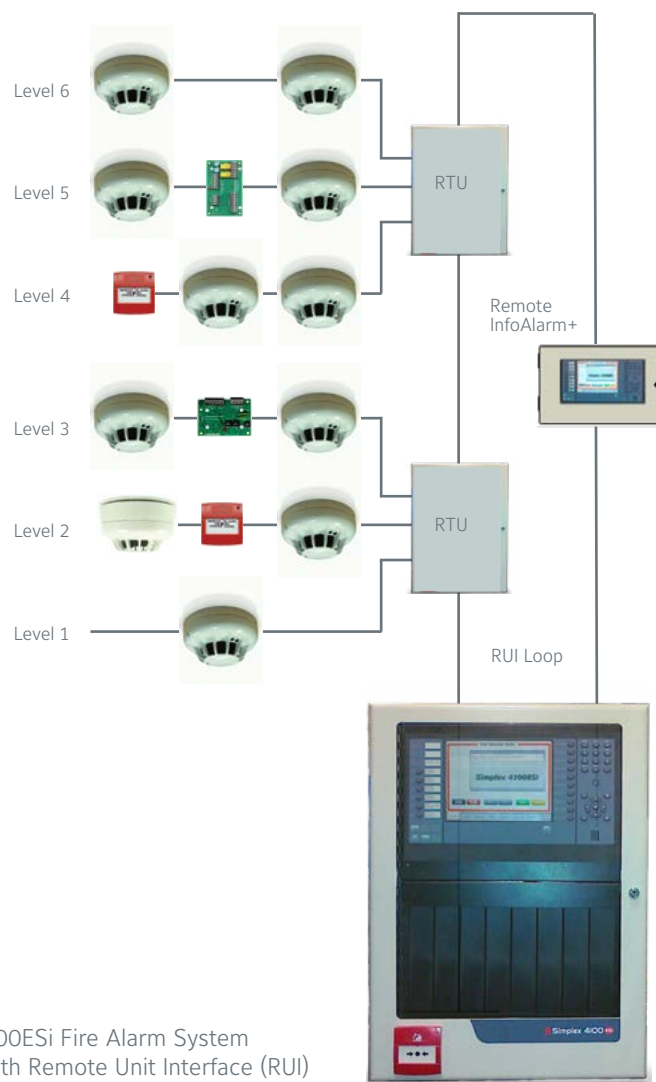 Level 6
RTU
Level 5
Level 4
Remote
InfoAlarm+
Level 3
RTU
Level 2
Level 1
RUI Loop
Simplex 4100ESi
Simplex 4100
00ESi Fire Alarm System
th Remote Unit Interface (RUI)